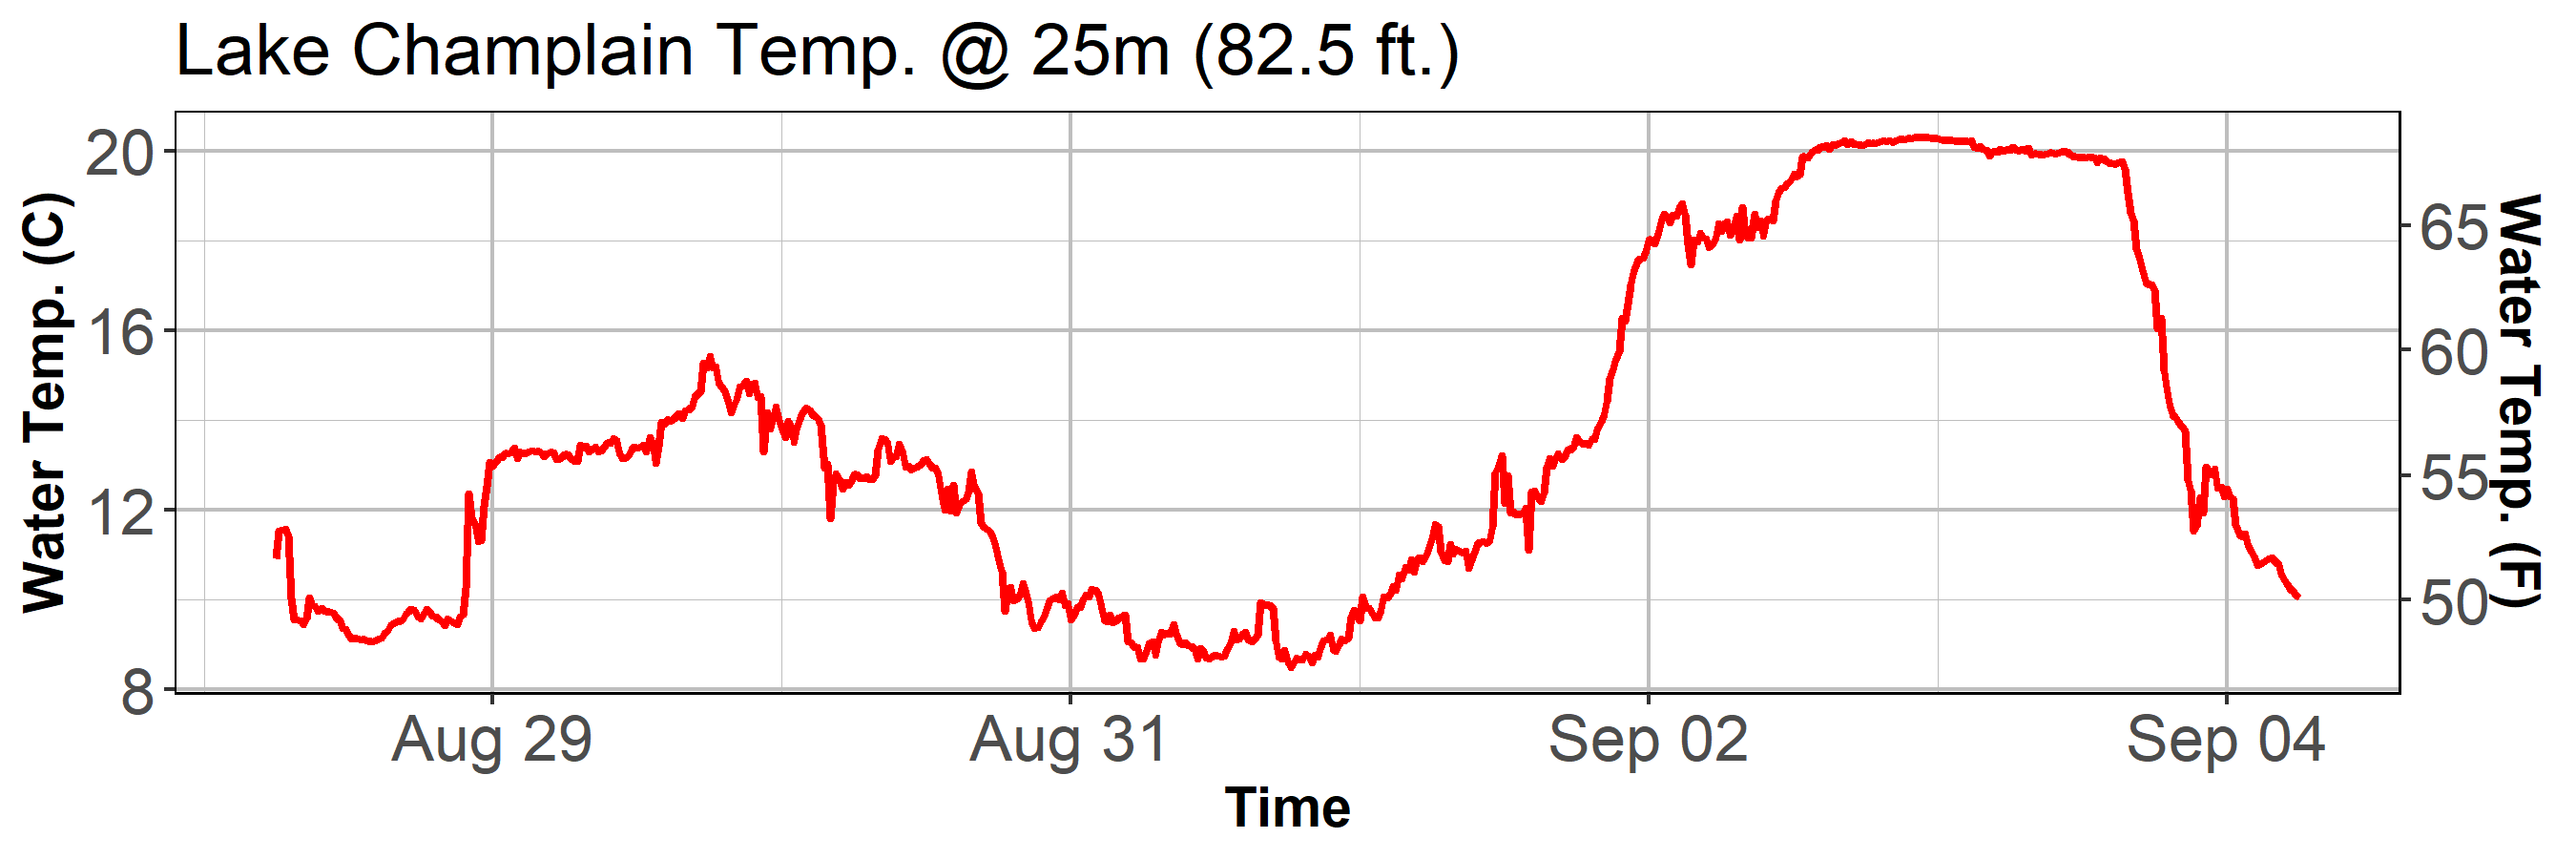 Lake Champlain Temp. @ 25m (82.5 ft.)
Water Temp. (C)
20
16
12
8
65
60
55
50
Water Temp. (F)
Aug 29 Aug 31 Sep 02 Sep 04
Time